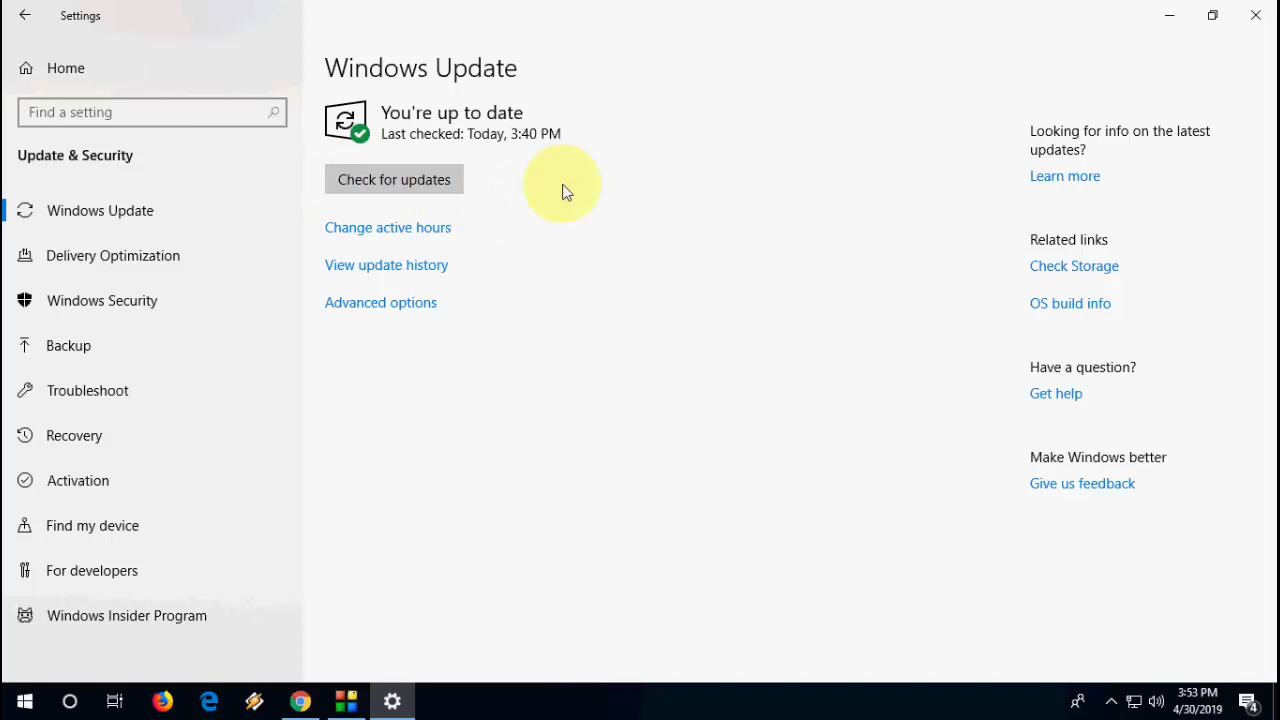 Settings
Home
Find a setting
Update & Security
Windows Update
Delivery Optimization
Windows Security
Backup
Troubleshoot
Recovery
Activation
Find my device
For developers
Windows Insider Program
Windows Update
You're up to date
Last checked: Today, 3:40 PM
Check for updates
Change active hours
View update history
Advanced options
Looking for info on the latest
updates?
Learn more
Related links
Check Storage
OS build info
Have a question?
Get help
Make Windows better
Give us feedback
3:53 PM
4/30/2019
4